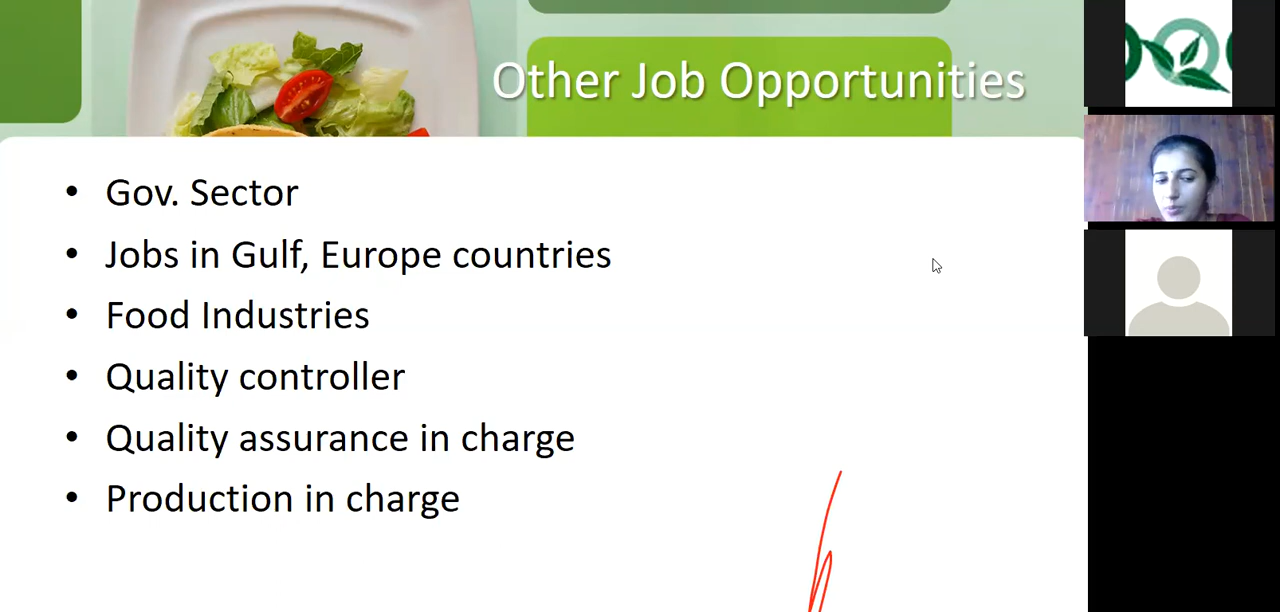 Other Job Opportunities
• Gov. Sector
• Jobs in Gulf, Europe countries
• Food Industries
• Quality controller
• Quality assurance in charge
• Production in charge